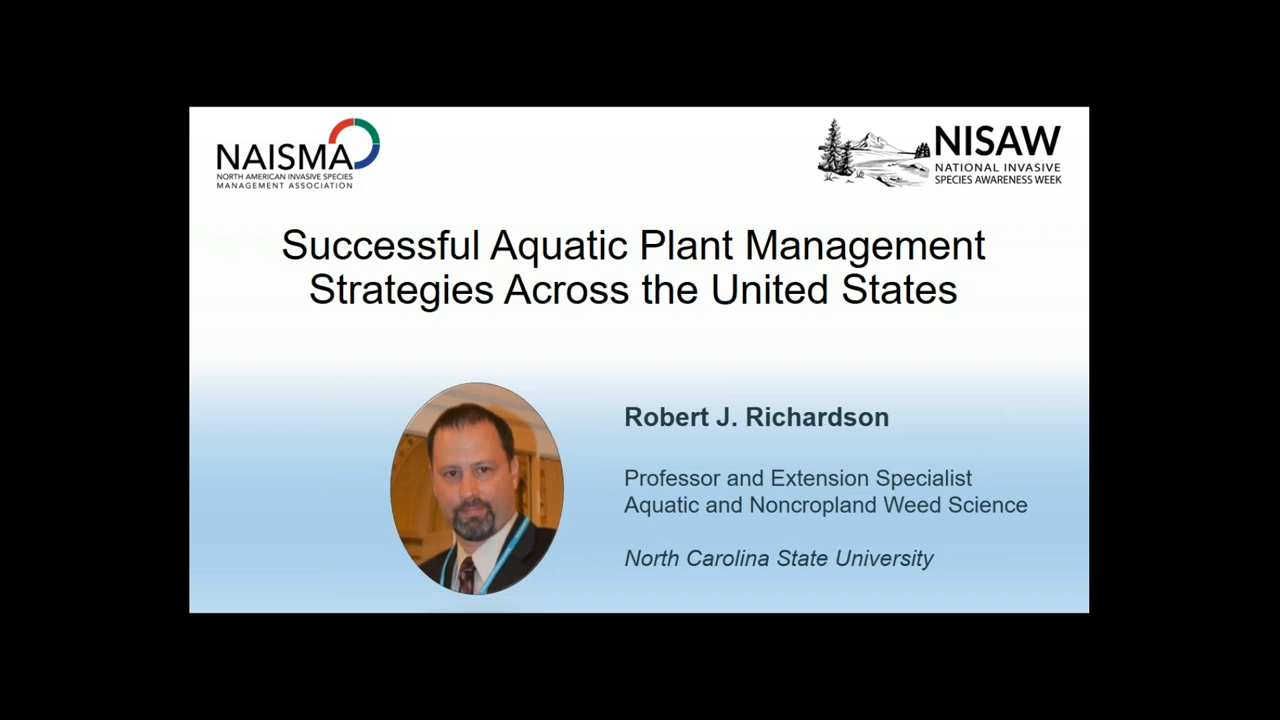 NAISMA
NORTH AMERICAN INVASIVE SPECIES
MANAGEMENT ASSOCIATION
NISAW
NATIONAL INVASIVE
SPECIES AWARENESS WEEK
Successful Aquatic Plant Management
Strategies Across the United States
Robert J. Richardson
Professor and Extension Specialist
Aquatic and Noncropland Weed Science
North Carolina State University